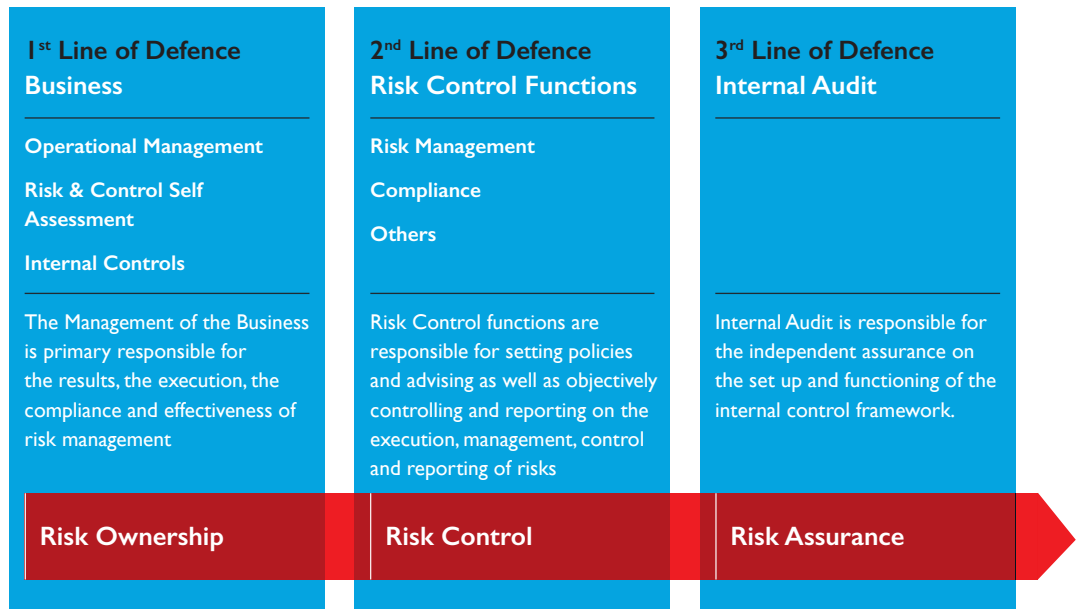 1st Line of Defence
Business
Operational Management
Risk & Control Self
Assessment
Internal Controls
The Management of the Business
is primary responsible for
the results, the execution, the
compliance and effectiveness of
risk management
Risk Ownership
2nd Line of Defence
Risk Control Functions
Risk Management
Compliance
Others
Risk Control functions are
responsible for setting policies
and advising as well as objectively
controlling and reporting on the
execution, management, control
and reporting of risks
Risk Control
3rd Line of Defence
Internal Audit
Internal Audit is responsible for
the independent assurance on
the set up and functioning of the
internal control framework.
Risk Assurance